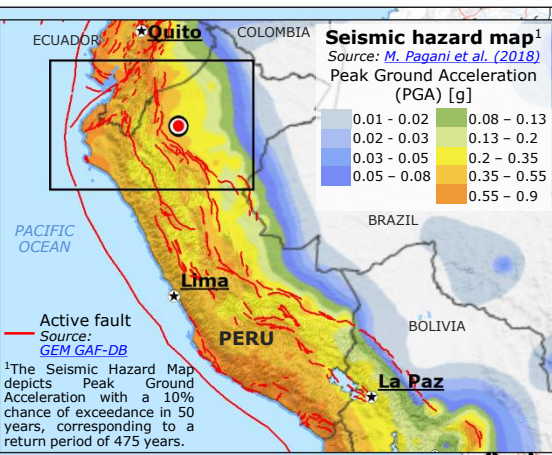 ECUADOR
Quito
COLOMBIA
Seismic hazard map¹
Source: M. Pagani et al. (2018)
Peak Ground Acceleration
(PGA) [g]
0.01 - 0.02
0.02 - 0.03
0.03 - 0.05
0.05 - 0.08
0.08 – 0.13
0.13 – 0.2
0.2 – 0.35
0.35 – 0.55
0.55 – 0.9
BRAZIL
PACIFIC
OCEAN
Lima
PERU
BOLIVIA
La Paz
Active fault
Source:
GEM GAF-DB
¹The Seismic Hazard Map
depicts Peak Ground
Acceleration with a 10%
chance of exceedance in 50
years, corresponding to a
return period of 475 years.